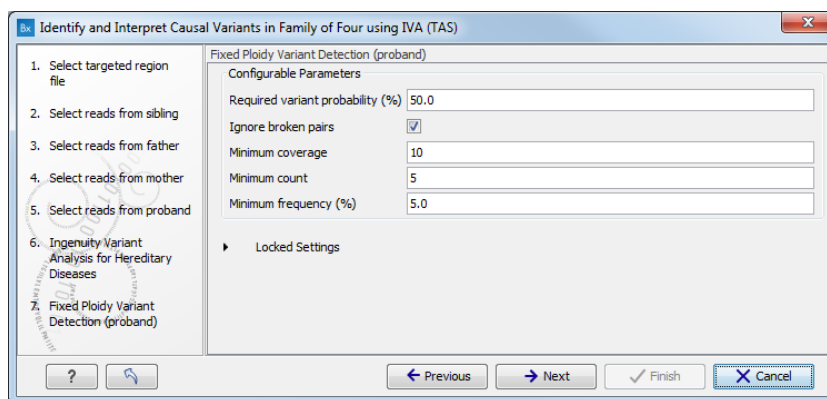 Bx Identify and Interpret Causal Variants in Family of Four using IVA (TAS)
1. Select targeted region
file
2. Select reads from sibling
3. Select reads from father
4. Select reads from mother
5. Select reads from proband
6. Ingenuity Variant
Analysis for Hereditary
Diseases
7. Fixed Ploidy Variant
Detection (proband)
Fixed Ploidy Variant Detection (proband)
Configurable Parameters
Required variant probability (%) 50.0
Ignore broken pairs
Minimum coverage 10
Minimum count 5
Minimum frequency (%) 5.0
Locked Settings
? Previous Next Finish Cancel